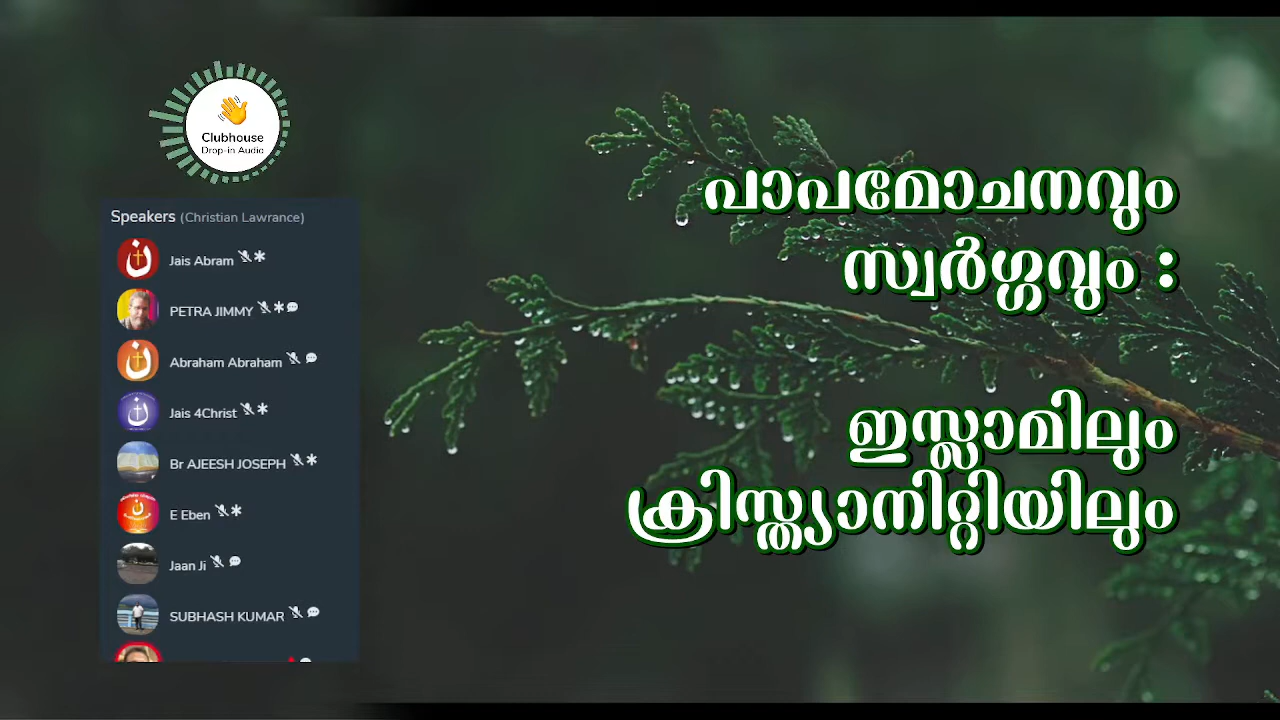 Clubhouse
Drop-in Audio
Speakers (Christian Lawrance)
Jais Abram
PETRA JIMMY
Abraham Abraham
Jais 4Christ
Br AJEESH JOSEPH
E Eben
Jaan Ji
SUBHASH KUMAR
പാപമോചനവും
സ്വർഗ്ഗവും :
ഇസ്ലാമിലും
ക്രിസ്ത്യാനിറ്റിയിലും